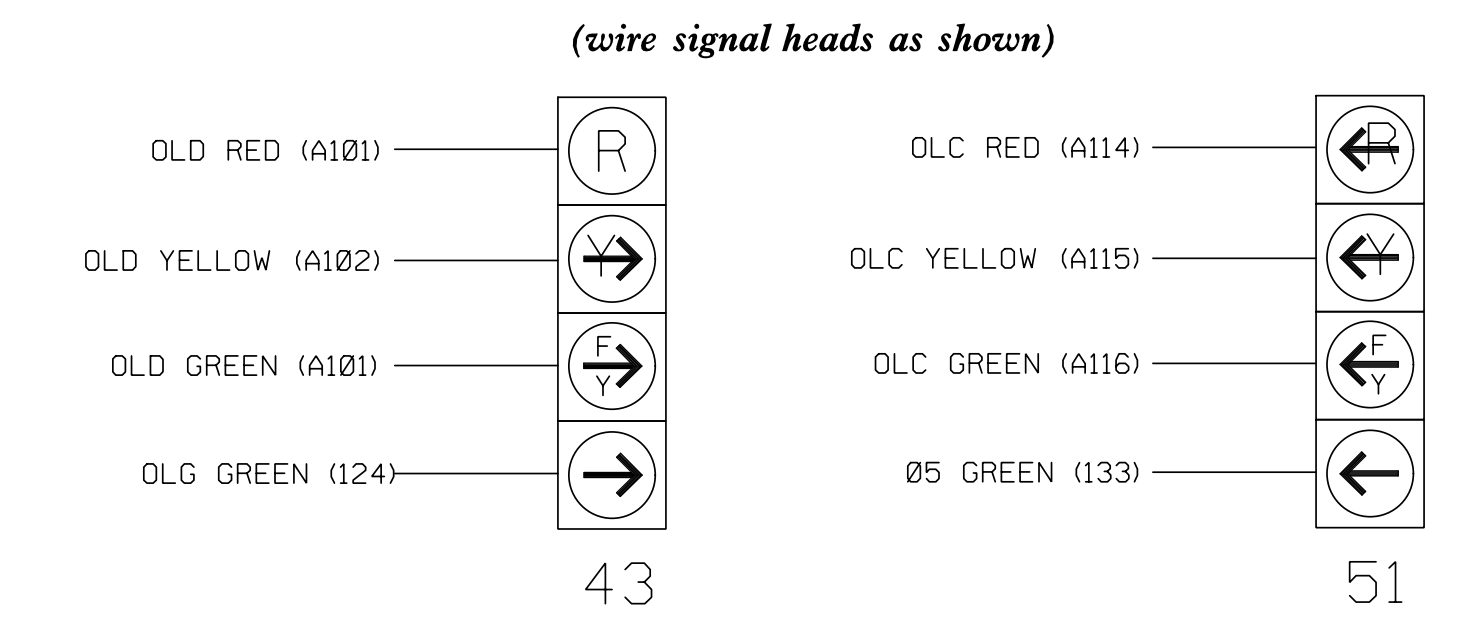 (wire signal heads as shown)
OLD RED (A1Ø1)
R
OLD YELLOW (A1Ø2)
Y
OLD GREEN (A1Ø1)
F
Y
OLG GREEN (124)
43
OLC RED (A114)
R
OLC YELLOW (A115)
Y
OLC GREEN (A116)
F
Y
Ø5 GREEN (133)
51